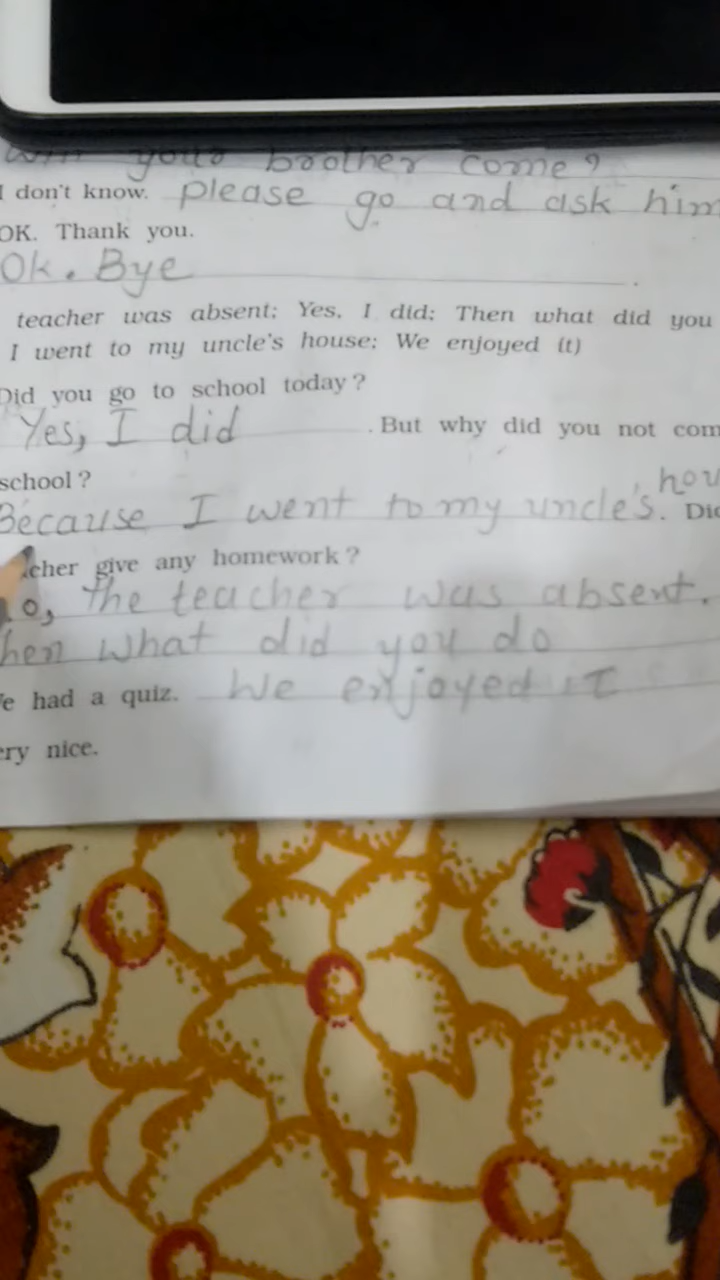 your brother come?
I don't know. please go and ask him
OK. Thank you.
Ok. Bye .
teacher was absent; Yes, I did; Then what did you
I went to my uncle's house; We enjoyed it)
Did you go to school today?
Yes, I did . But why did you not com
school?
hou
Because I went to my uncle's. Did
cher give any homework?
o, the teacher was absent.
hen what did you do
e had a quiz. We enjoyed it
ery nice.